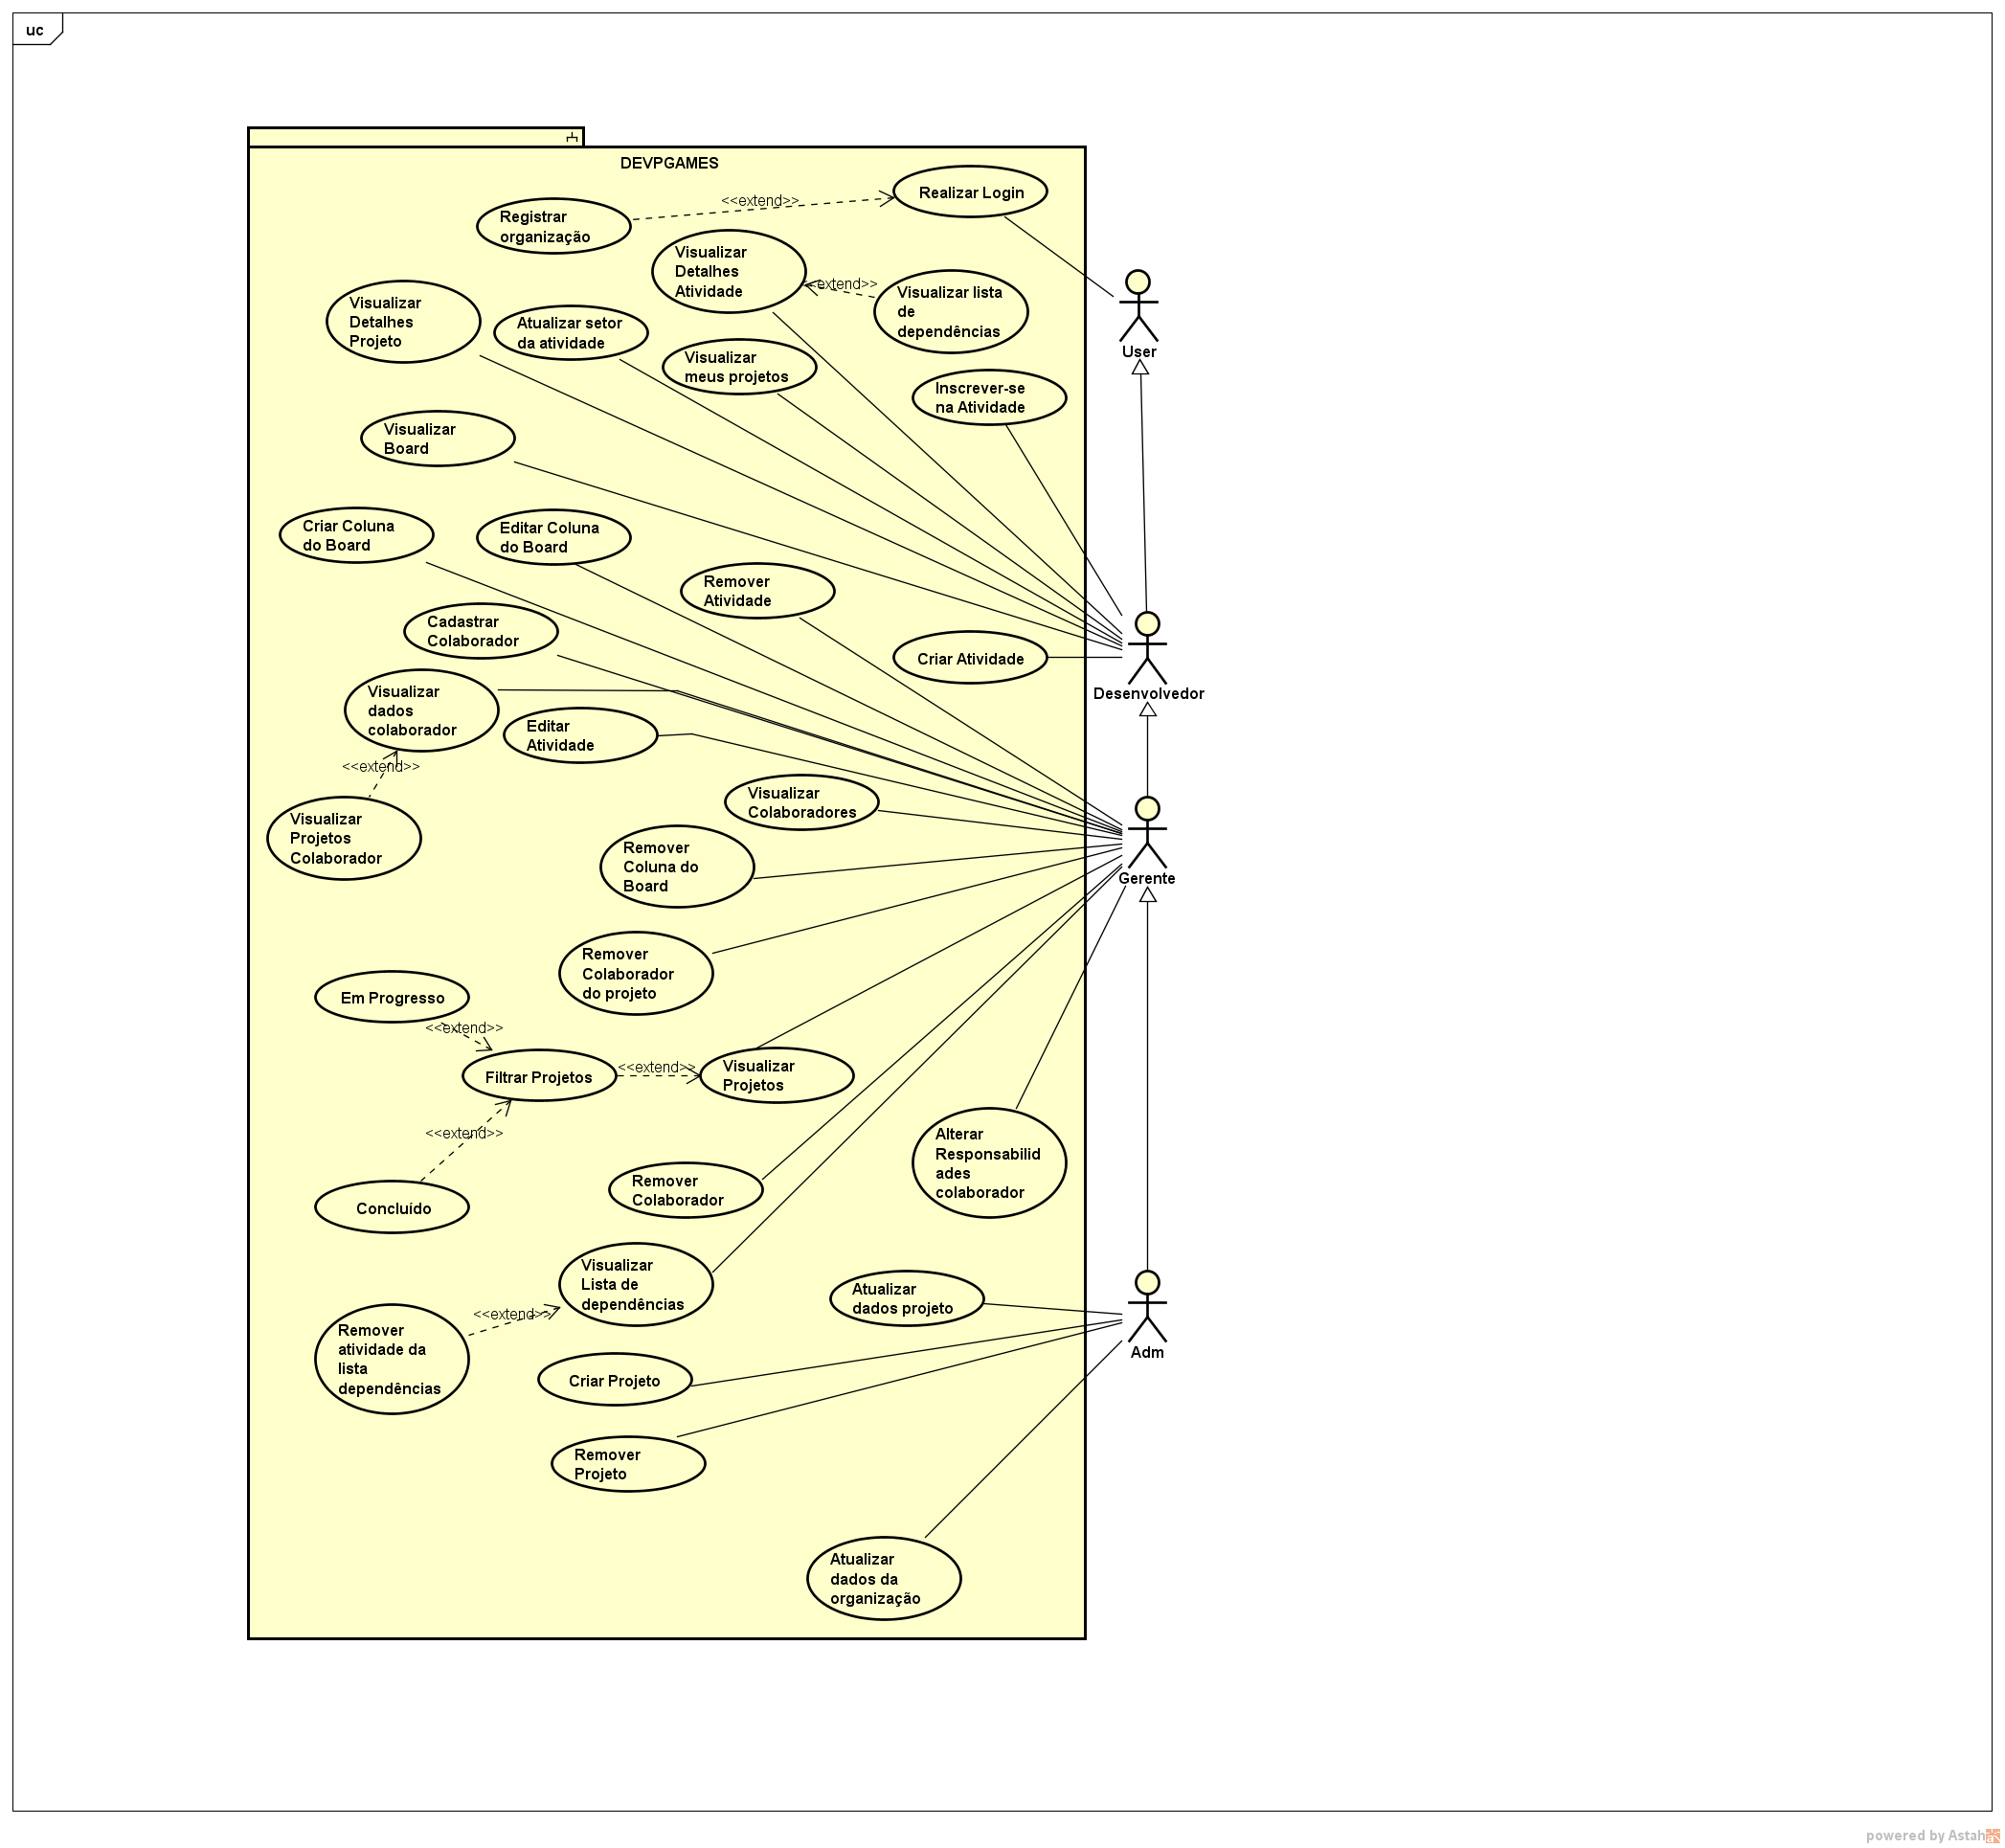 uc
DEVPGAMES
Realizar Login
<<extend>>
Registrar
organização
Visualizar
Detalhes
Atividade
<<extend>>
Visualizar lista
de
dependências
Visualizar
Detalhes
Projeto
Atualizar setor
da atividade
Visualizar
meus projetos
User
Inscrever-se
na Atividade
Visualizar
Board
Criar Coluna
do Board
Editar Coluna
do Board
Remover
Atividade
Cadastrar
Colaborador
Criar Atividade
Desenvolvedor
Visualizar
dados
colaborador
Editar
Atividade
<<extend>>
Visualizar
Colaboradores
Visualizar
Projetos
Colaborador
Remover
Coluna do
Board
Gerente
Remover
Colaborador
do projeto
Em Progresso
<<extend>>
Filtrar Projetos
<<extend>>
Visualizar
Projetos
<<extend>>
Alterar
Responsabilid
ades
colaborador
Concluído
Remover
Colaborador
Visualizar
Lista de
dependências
Atualizar
dados projeto
<<extend>>
Remover
atividade da
lista
dependências
Adm
Criar Projeto
Remover
Projeto
Atualizar
dados da
organização
powered by Astah